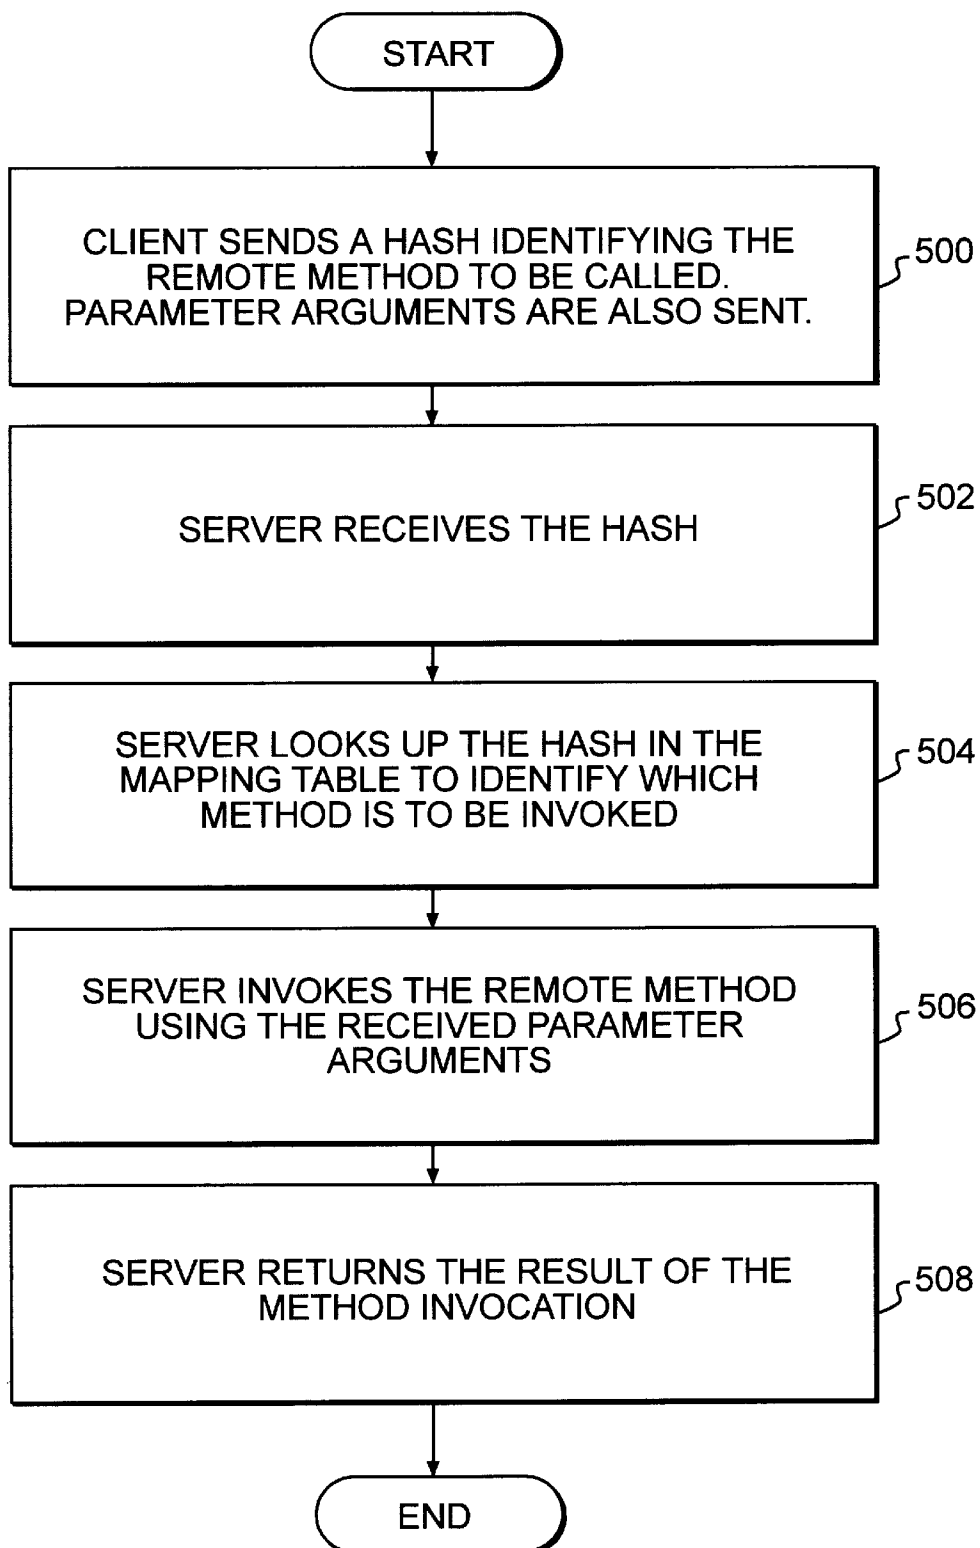 START
CLIENT SENDS A HASH IDENTIFYING THE
REMOTE METHOD TO BE CALLED.
PARAMETER ARGUMENTS ARE ALSO SENT.
500
SERVER RECEIVES THE HASH
502
SERVER LOOKS UP THE HASH IN THE
MAPPING TABLE TO IDENTIFY WHICH
METHOD IS TO BE INVOKED
504
SERVER INVOKES THE REMOTE METHOD
USING THE RECEIVED PARAMETER
ARGUMENTS
506
SERVER RETURNS THE RESULT OF THE
METHOD INVOCATION
508
END